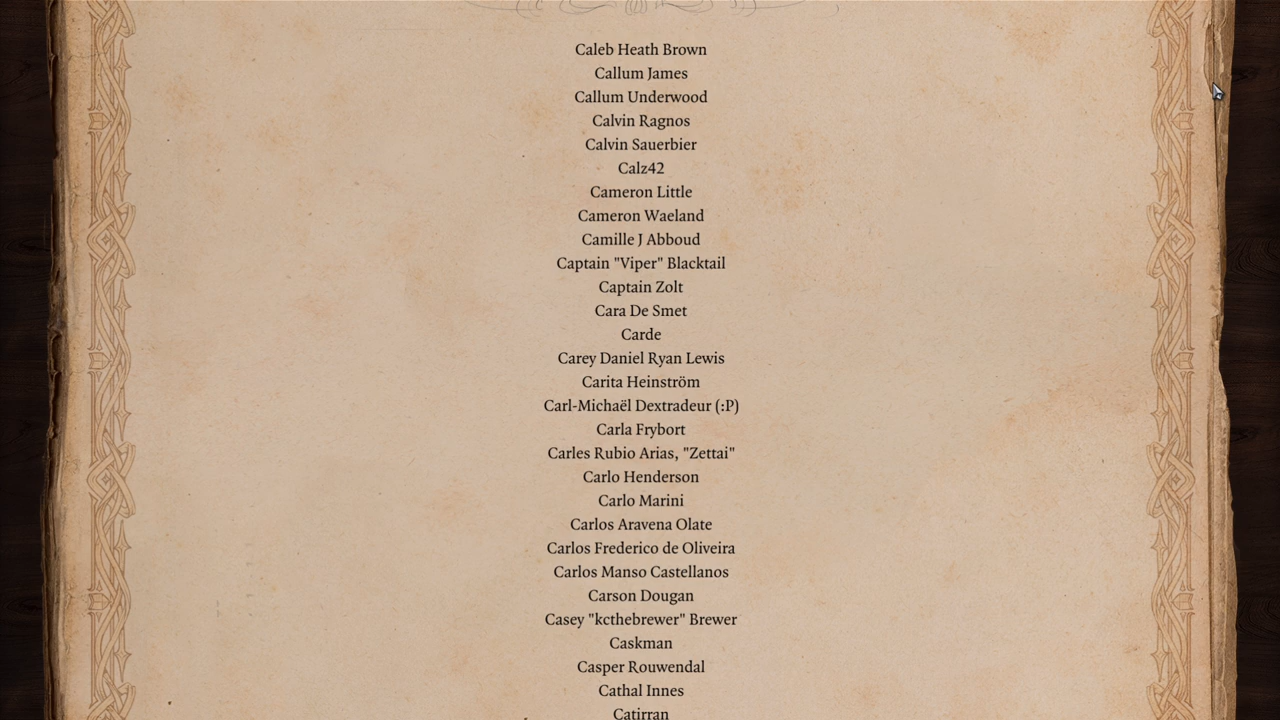 Caleb Heath Brown
Callum James
Callum Underwood
Calvin Ragnos
Calvin Sauerbier
Calz42
Cameron Little
Cameron Waeland
Camille J Abboud
Captain "Viper" Blacktail
Captain Zolt
Cara De Smet
Carde
Carey Daniel Ryan Lewis
Carita Heinström
Carl-Michaël Dextradeur (:P)
Carla Frybort
Carles Rubio Arias, "Zettai"
Carlo Henderson
Carlo Marini
Carlos Aravena Olate
Carlos Frederico de Oliveira
Carlos Manso Castellanos
Carson Dougan
Casey "kcthebrewer" Brewer
Caskman
Casper Rouwendal
Cathal Innes
Catirran